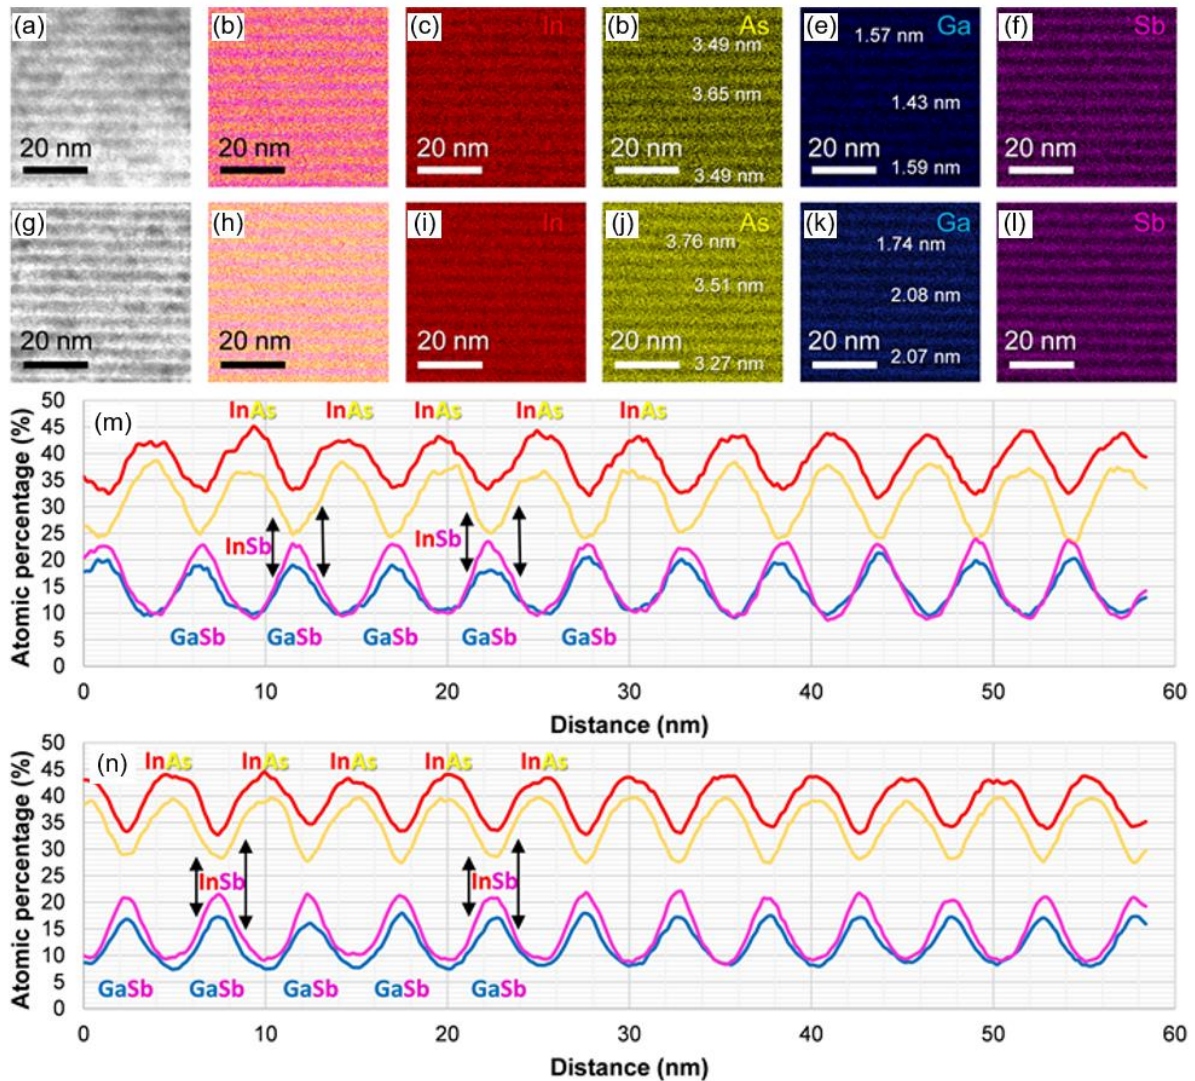 (a) (b) (c) In (b) As (e) Ga (f) Sb
3.49 nm 1.57 nm
3.65 nm 1.43 nm
20 nm 20 nm 20 nm 20 nm 20 nm 20 nm
3.49 nm 1.59 nm
(g) (h) (i) In (j) As (k) Ga (l) Sb
3.76 nm 1.74 nm
3.51 nm 2.08 nm
20 nm 20 nm 20 nm 20 nm 20 nm 20 nm
3.27 nm 2.07 nm
(m)
InAs InAs InAs InAs InAs
InSb InSb
GaSb GaSb GaSb GaSb GaSb
Atomic percentage (%)
50
45
40
35
30
25
20
15
10
5
0
0 10 20 30 40 50 60
Distance (nm)
(n)
InAs InAs InAs InAs InAs
InSb InSb
GaSb GaSb GaSb GaSb GaSb
Atomic percentage (%)
50
45
40
35
30
25
20
15
10
5
0
0 10 20 30 40 50 60
Distance (nm)